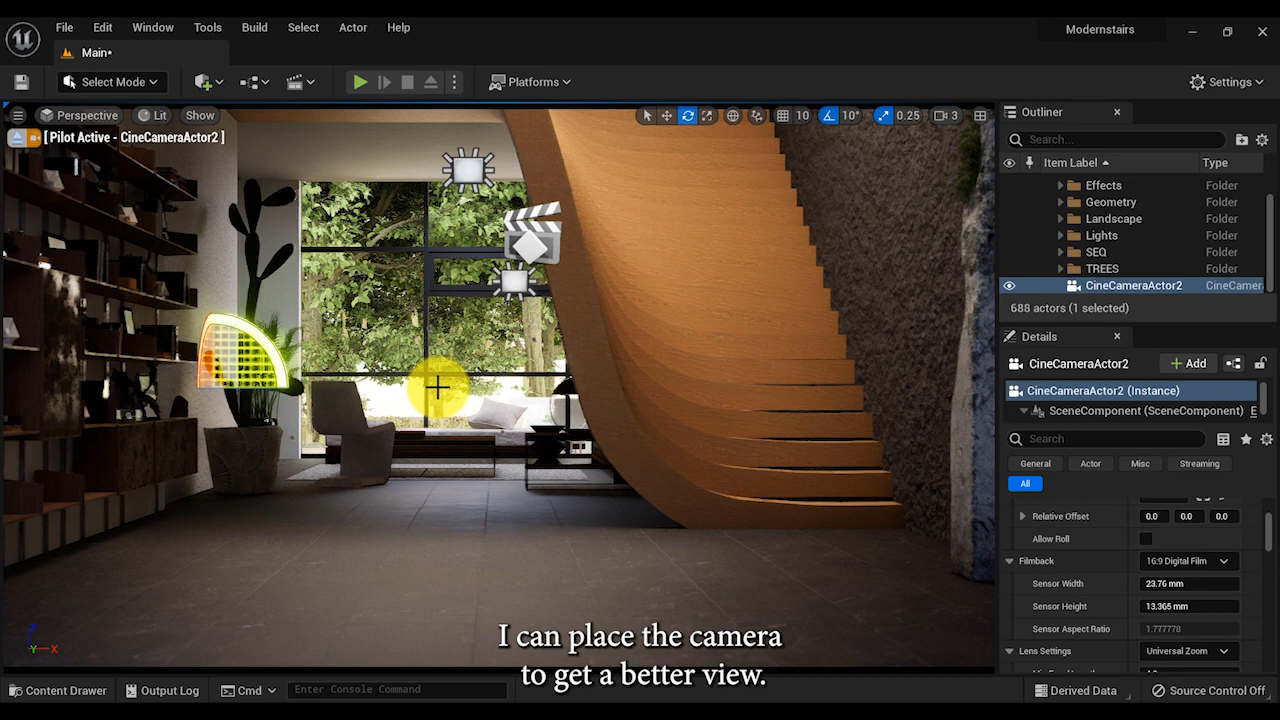 File Edit Window Tools Build Select Actor Help
Modernstairs
Main*
Select Mode
Platforms
Settings
Perspective Lit Show
10 10° 0.25 3
[ Pilot Active - CineCameraActor2 ]
Outliner
Search...
Item Label Type
Effects Folder
Geometry Folder
Landscape Folder
Lights Folder
SEQ Folder
TREES Folder
CineCameraActor2 CineCamer
688 actors (1 selected)
Details
CineCameraActor2 + Add
CineCameraActor2 (Instance)
SceneComponent (SceneComponent) E
Search
General Actor Misc Streaming
All
Relative Offset 0.0 0.0 0.0
Allow Roll
Filmback 16:9 Digital Film
Sensor Width 23.76 mm
Sensor Height 13.365 mm
Sensor Aspect Ratio 1.777778
Lens Settings Universal Zoom
Z
Y X
I can place the camera
to get a better view.
Content Drawer Output Log Cmd Enter Console Command Derived Data Source Control Off